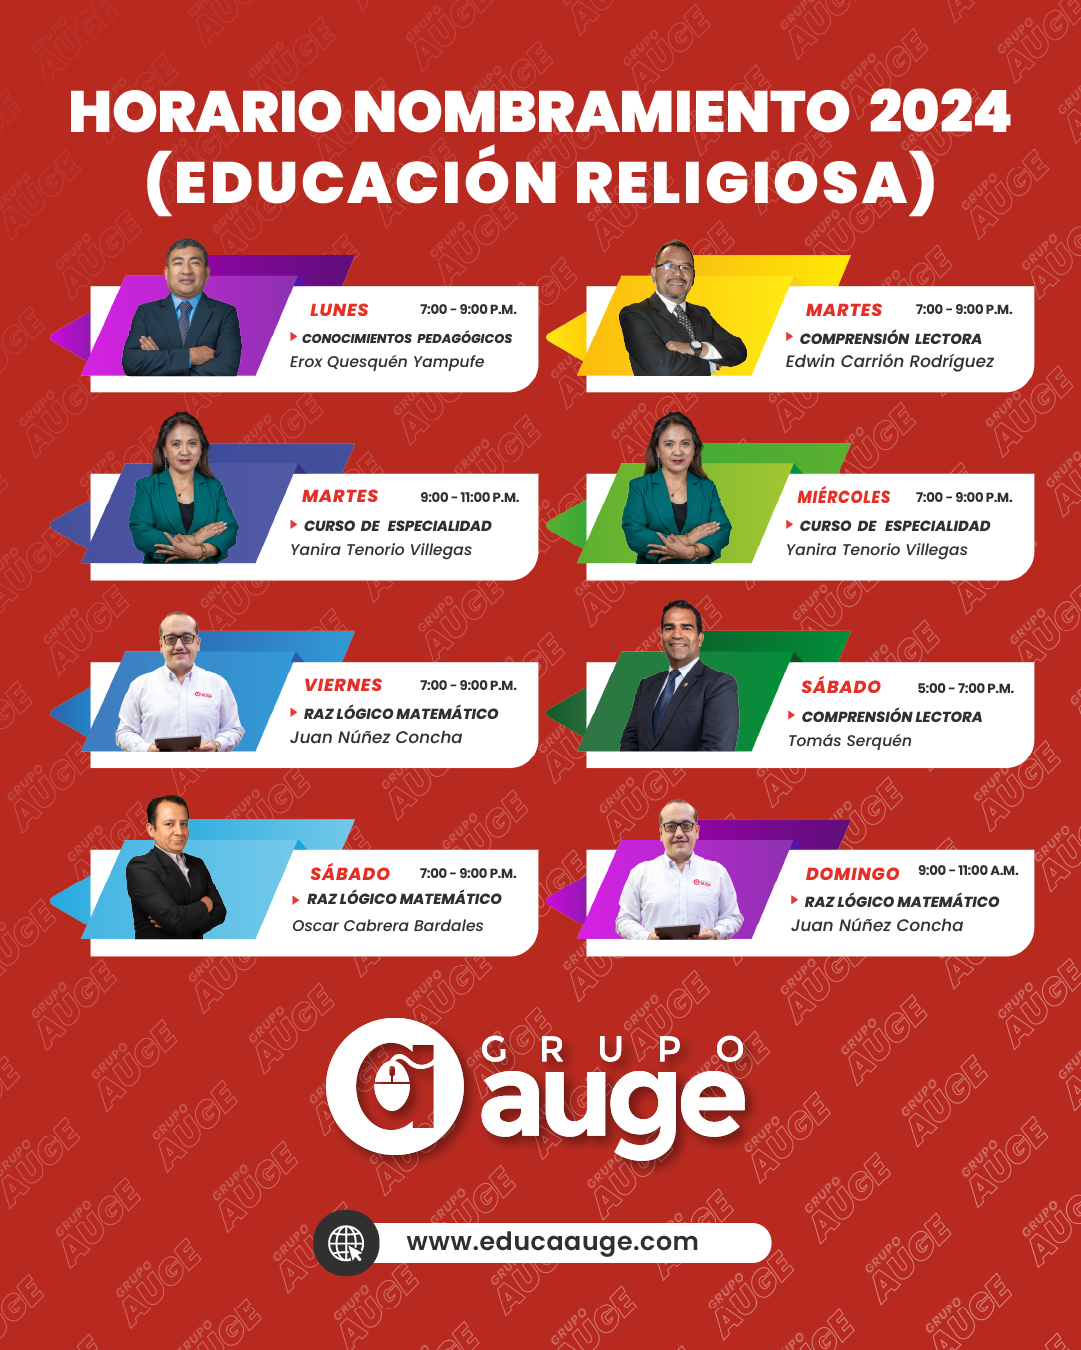 HORARIO NOMBRAMIENTO 2024
(EDUCACIÓN RELIGIOSA)
LUNES 7:00 - 9:00 P.M.
CONOCIMIENTOS PEDAGÓGICOS
Erox Quesquén Yampufe
MARTES 7:00 - 9:00 P.M.
COMPRENSIÓN LECTORA
Edwin Carrión Rodríguez
MARTES 9:00 - 11:00 P.M.
CURSO DE ESPECIALIDAD
Yanira Tenorio Villegas
MIÉRCOLES 7:00 - 9:00 P.M.
CURSO DE ESPECIALIDAD
Yanira Tenorio Villegas
VIERNES 7:00 - 9:00 P.M.
RAZ LÓGICO MATEMÁTICO
Juan Núñez Concha
SÁBADO 5:00 - 7:00 P.M.
COMPRENSIÓN LECTORA
Tomás Serquén
SÁBADO 7:00 - 9:00 P.M.
RAZ LÓGICO MATEMÁTICO
Oscar Cabrera Bardales
DOMINGO 9:00 - 11:00 A.M.
RAZ LÓGICO MATEMÁTICO
Juan Núñez Concha
GRUPO
auge
www.educaauge.com